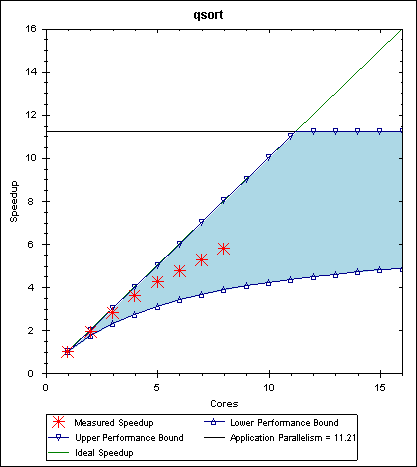 qsort
16
14
12
10
8
6
4
2
0
Speedup
0
5
10
15
Cores
Measured Speedup
Lower Performance Bound
Upper Performance Bound
Application Parallelism = 11.21
Ideal Speedup